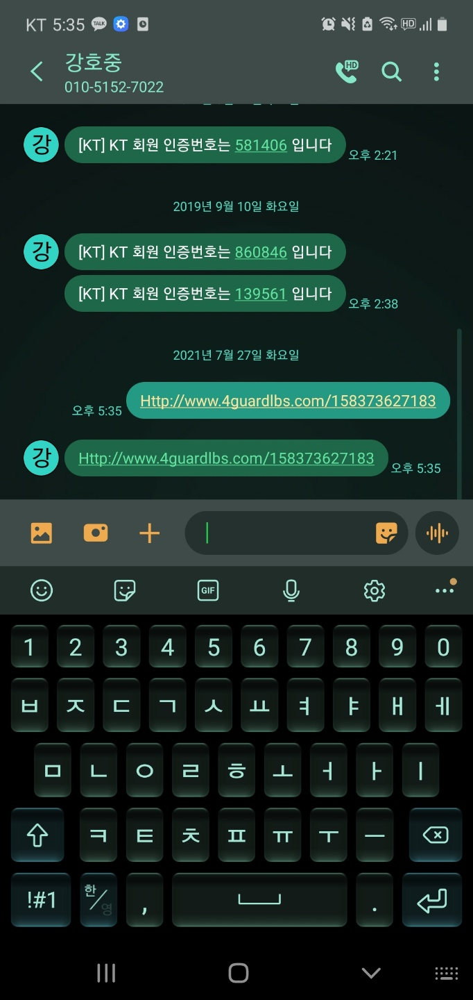 KT 5:35 TALK HD
강호중
HD
010-5152-7022
강 [KT] KT 회원 인증번호는 581406 입니다 오후 2:21
2019년 9월 10일 화요일
강 [KT] KT 회원 인증번호는 860846 입니다
[KT] KT 회원 인증번호는 139561 입니다 오후 2:38
2021년 7월 27일 화요일
오후 5:35 Http://www.4guardlbs.com/158373627183
강 Http://www.4guardlbs.com/158373627183 오후 5:35
GIF
1 2 3 4 5 6 7 8 9 0
ㅂ ㅈ ㄷ ㄱ ㅅ ㅛ ㅕ ㅑ ㅐ ㅔ
ㅁ ㄴ ㅇ ㄹ ㅎ ㅗ ㅓ ㅏ ㅣ
ㅋ ㅌ ㅊ ㅍ ㅠ ㅜ ㅡ
!#1 한/영 , .